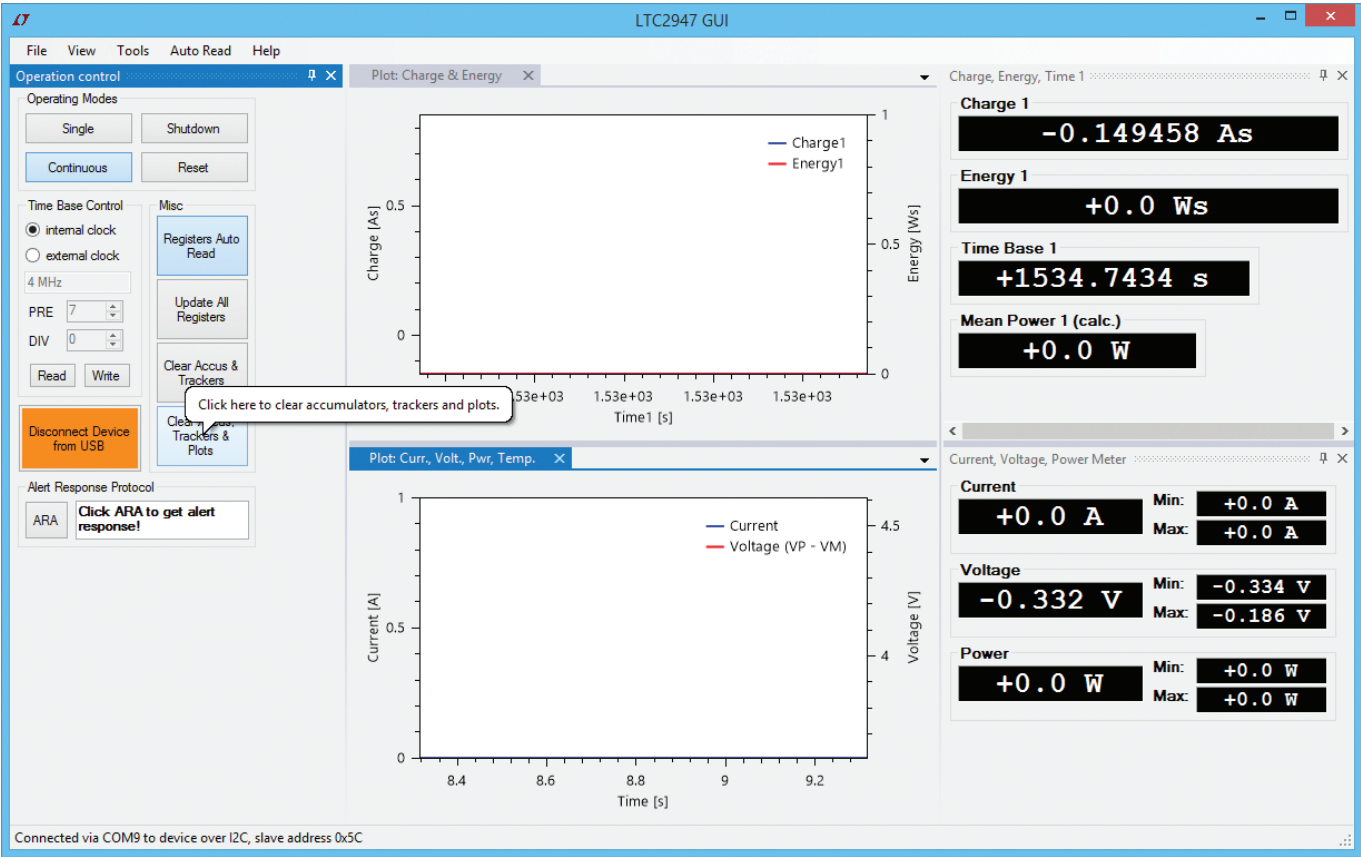 LTC2947 GUI
File View Tools Auto Read Help
Operation control
Operating Modes
Single Shutdown
Continuous Reset
Time Base Control
internal clock
external clock
4 MHz
PRE 7
DIV 0
Read Write
Misc
Registers Auto
Read
Update All
Registers
Clear Accus &
Trackers
Trackers &
Plots
Click here to clear accumulators, trackers and plots.
Disconnect Device
from USB
Alert Response Protocol
ARA
Click ARA to get alert
response!
Plot: Charge & Energy
Charge [As]
0.5
0
Charge1
Energy1
1
0.5
0
Energy [Ws]
53e+03 1.53e+03 1.53e+03 1.53e+03
Time1 [s]
Plot: Curr., Volt., Pwr, Temp.
Current [A]
1
0.5
0
Current
Voltage (VP - VM)
4.5
4
Voltage [V]
8.4 8.6 8.8 9 9.2
Time [s]
Charge, Energy, Time 1
Charge 1
-0.149458 As
Energy 1
+0.0 Ws
Time Base 1
+1534.7434 s
Mean Power 1 (calc.)
+0.0 W
Current, Voltage, Power Meter
Current
+0.0 A
Min: +0.0 A
Max: +0.0 A
Voltage
-0.332 V
Min: -0.334 V
Max: -0.186 V
Power
+0.0 W
Min: +0.0 W
Max: +0.0 W
Connected via COM9 to device over I2C, slave address 0x5C